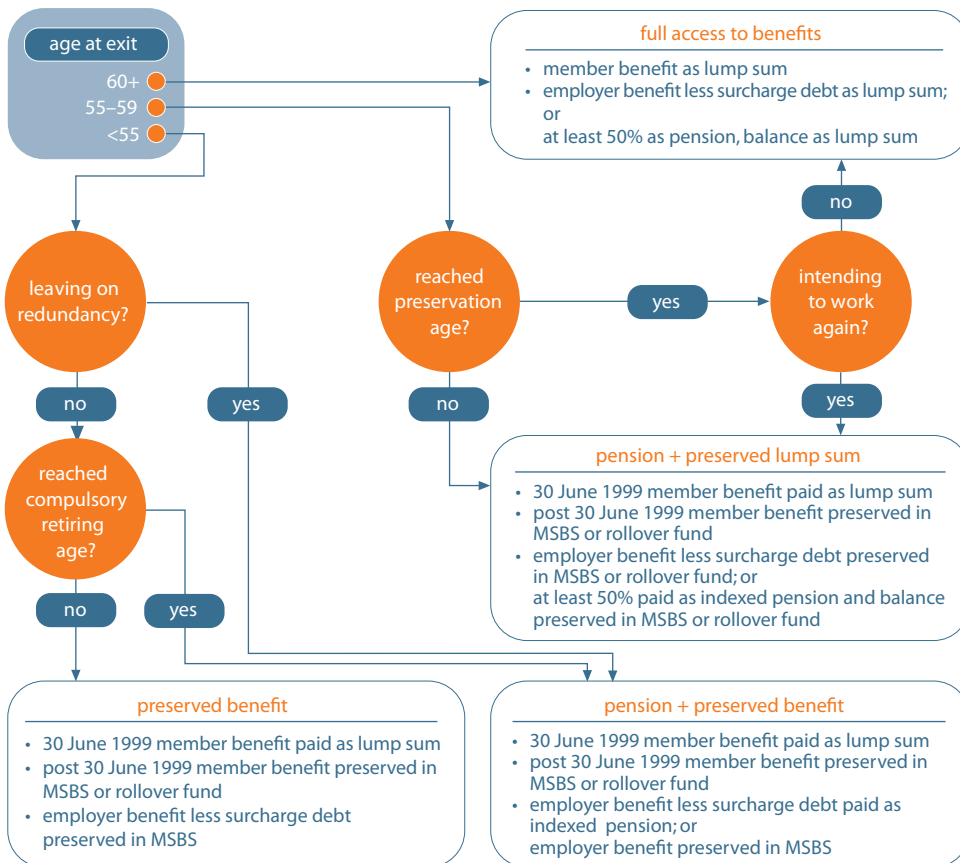 age at exit
60+
55–59
<55
full access to benefits
• member benefit as lump sum
• employer benefit less surcharge debt as lump sum;
or
at least 50% as pension, balance as lump sum
no
leaving on
redundancy?
reached
preservation
age?
yes
intending
to work
again?
no
yes
no
yes
reached
compulsory
retiring
age?
pension + preserved lump sum
• 30 June 1999 member benefit paid as lump sum
• post 30 June 1999 member benefit preserved in
MSBS or rollover fund
• employer benefit less surcharge debt preserved
in MSBS or rollover fund; or
at least 50% paid as indexed pension and balance
preserved in MSBS or rollover fund
no
yes
preserved benefit
• 30 June 1999 member benefit paid as lump sum
• post 30 June 1999 member benefit preserved in
MSBS or rollover fund
• employer benefit less surcharge debt
preserved in MSBS
pension + preserved benefit
• 30 June 1999 member benefit paid as lump sum
• post 30 June 1999 member benefit preserved in
MSBS or rollover fund
• employer benefit less surcharge debt paid as
indexed pension; or
employer benefit preserved in MSBS